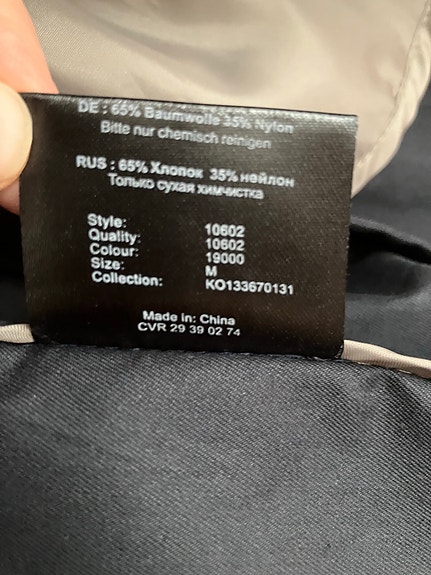 DE : 65% Baumwolle 35% Nylon
Bitte nur chemisch reinigen
RUS : 65% Хлопок 35% нейлон
Только сухая химчистка
Style: 10602
Quality: 10602
Colour: 19000
Size: M
Collection: KO133670131
Made in: China
CVR 29 39 02 74